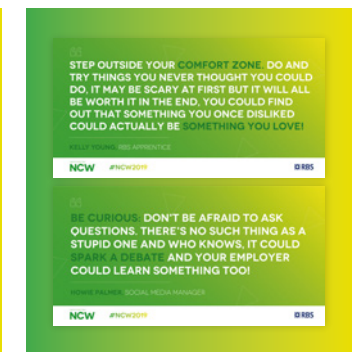 STEP OUTSIDE YOUR COMFORT ZONE. DO AND
TRY THINGS YOU NEVER THOUGHT YOU COULD
DO, IT MAY BE SCARY AT FIRST BUT IT WILL ALL
BE WORTH IT IN THE END, YOU COULD FIND
OUT THAT SOMETHING YOU ONCE DISLIKED
COULD ACTUALLY BE SOMETHING YOU LOVE!
KELLY YOUNG, RBS APPRENTICE
NCW #NCW2019 RBS
BE CURIOUS: DON'T BE AFRAID TO ASK
QUESTIONS. THERE'S NO SUCH THING AS A
STUPID ONE AND WHO KNOWS, IT COULD
SPARK A DEBATE AND YOUR EMPLOYER
COULD LEARN SOMETHING TOO!
HOWIE PALMER, SOCIAL MEDIA MANAGER
NCW #NCW2019 RBS